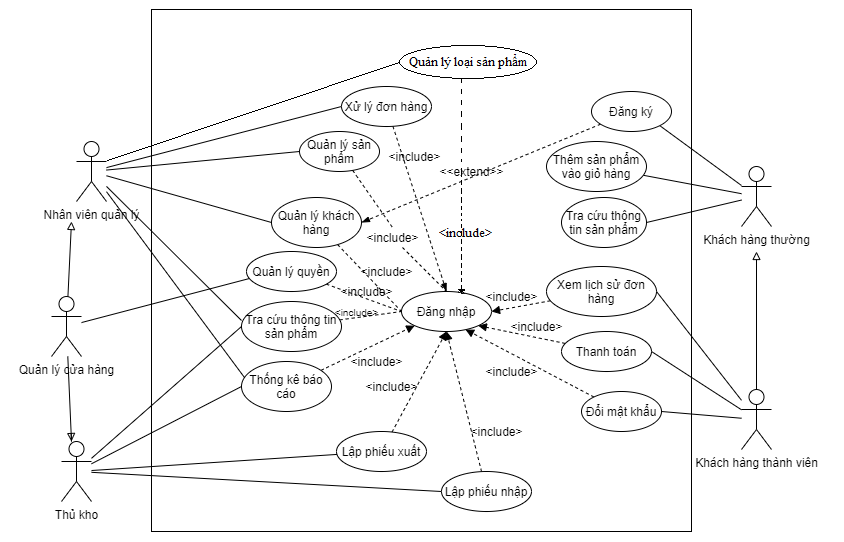 Quản lý loại sản phẩm
Xử lý đơn hàng
Đăng ký
Quản lý sản
phẩm
<include>
Thêm sản phẩm
vào giỏ hàng
<<extend>>
Nhân viên quản lý
Quản lý khách
hàng
Tra cứu thông
tin sản phẩm
Khách hàng thường
<include>
<include>
Quản lý quyền
<include>
<include>
Xem lịch sử đơn
hàng
<include>
Đăng nhập
Tra cứu thông tin
sản phẩm
<include>
<include>
Quản lý cửa hàng
Thanh toán
<include>
Thống kê báo
cáo
<include>
<include>
Đổi mật khẩu
<include>
Lập phiếu xuất
Khách hàng thành viên
Lập phiếu nhập
Thủ kho